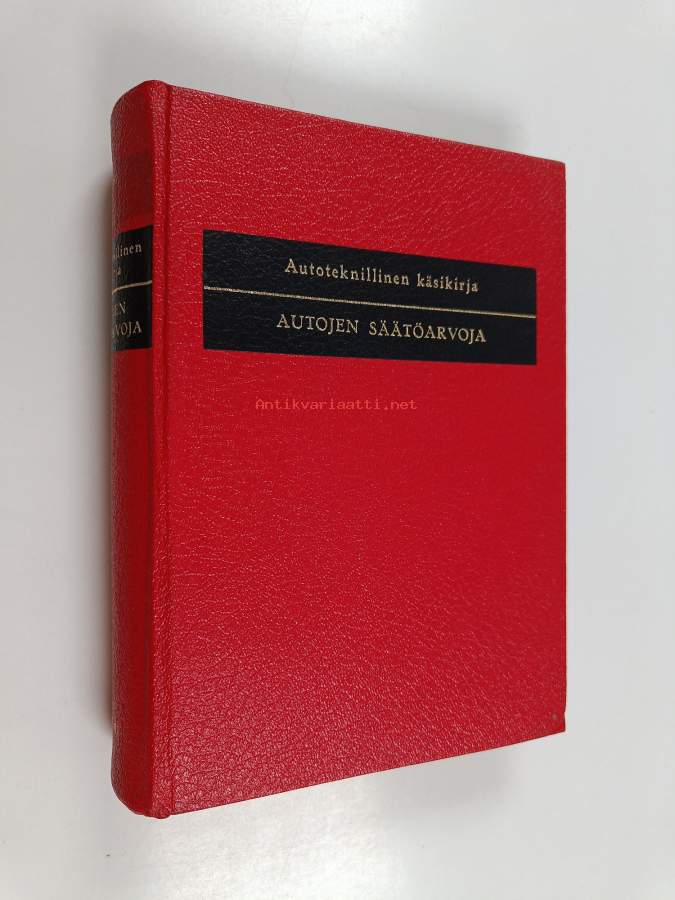 Autoteknillinen käsikirja
AUTOJEN SÄÄTÖARVOJA
Antikvariaatti.net